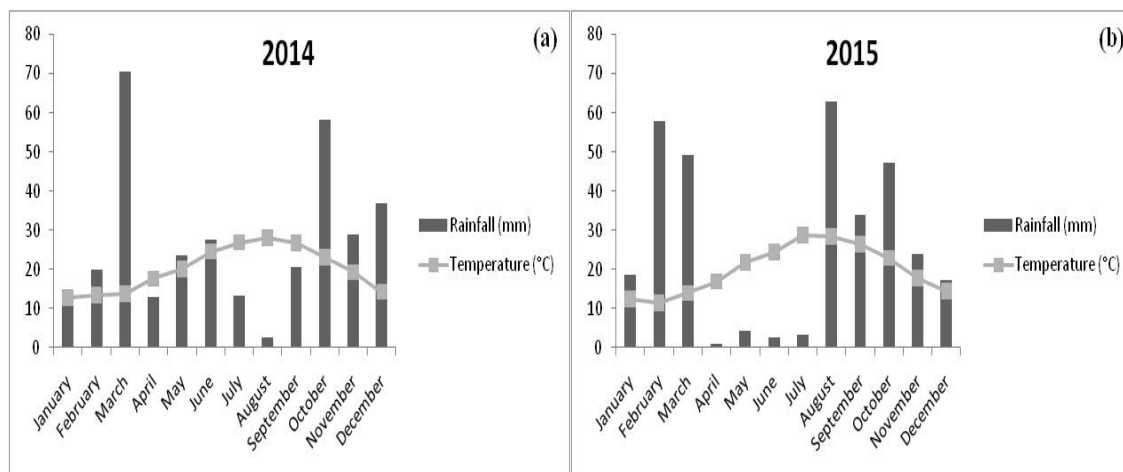 2014
(a)
80
70
60
50
40
30
20
10
0
January
February
March
April
May
June
July
August
September
October
November
December
Rainfall (mm)
Temperature (°C)
2015
(b)
80
70
60
50
40
30
20
10
0
January
February
March
April
May
June
July
August
September
October
November
December
Rainfall (mm)
Temperature (°C)